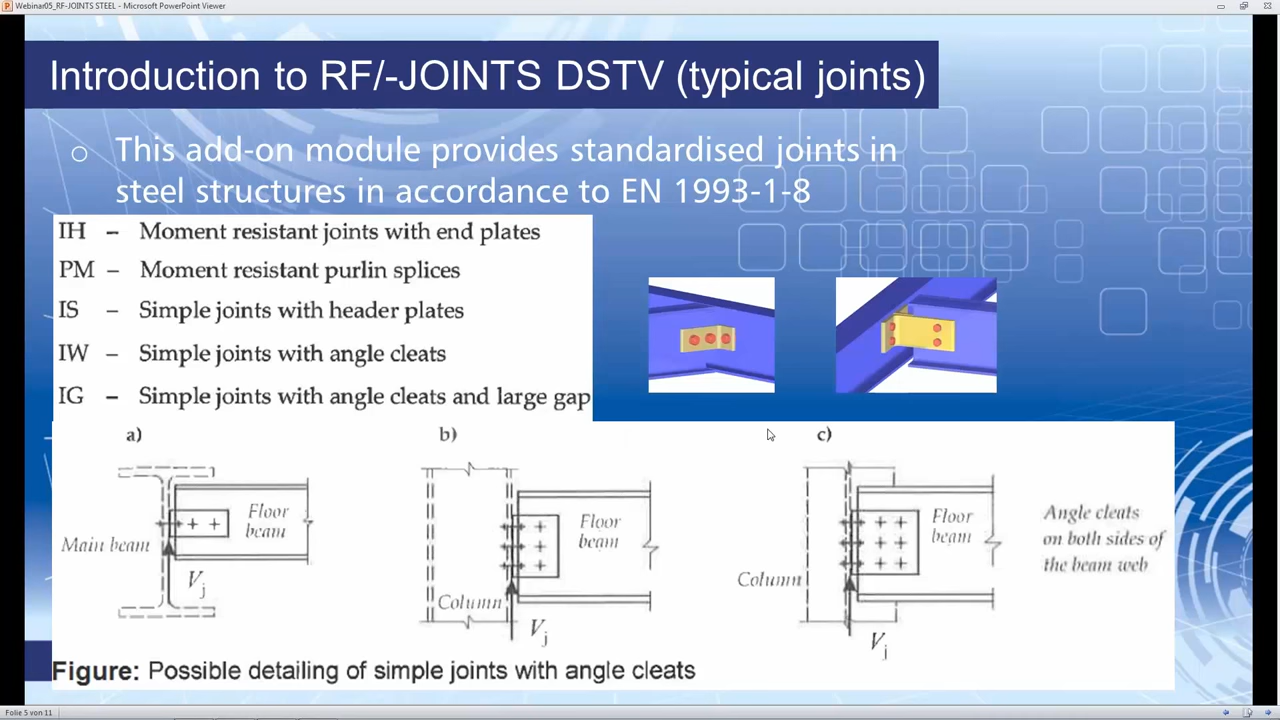 Webinar05_RF-JOINTS STEEL - Microsoft PowerPoint Viewer
Introduction to RF/-JOINTS DSTV (typical joints)
This add-on module provides standardised joints in
steel structures in accordance to EN 1993-1-8
IH – Moment resistant joints with end plates
PM – Moment resistant purlin splices
IS – Simple joints with header plates
IW – Simple joints with angle cleats
IG – Simple joints with angle cleats and large gap
a)
b)
c)
Floor
beam
Main beam
Vj
Floor
beam
Column
Vj
Floor
beam
Column
Vj
Angle cleats
on both sides of
the beam web
Figure: Possible detailing of simple joints with angle cleats
Folie 5 von 11